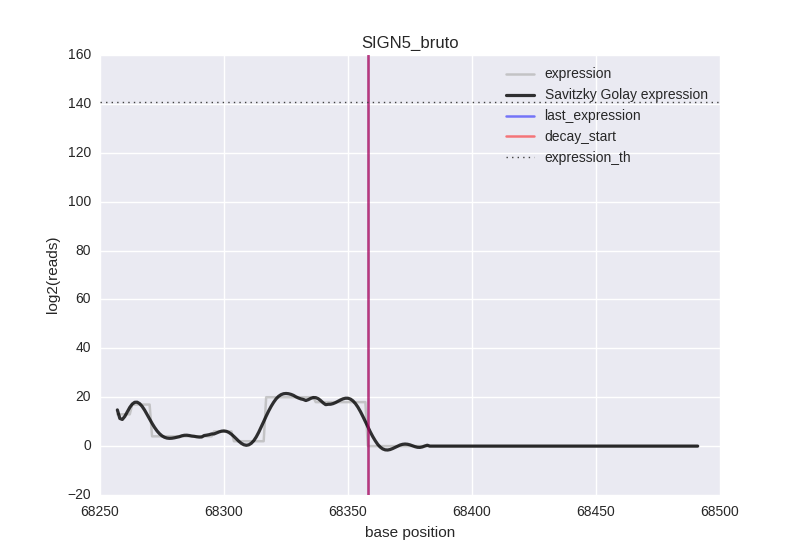 SIGN5_bruto
160
140
120
100
80
60
40
20
0
−20
log2(reads)
expression
Savitzky Golay expression
last_expression
decay_start
expression_th
68250 68300 68350 68400 68450 68500
base position